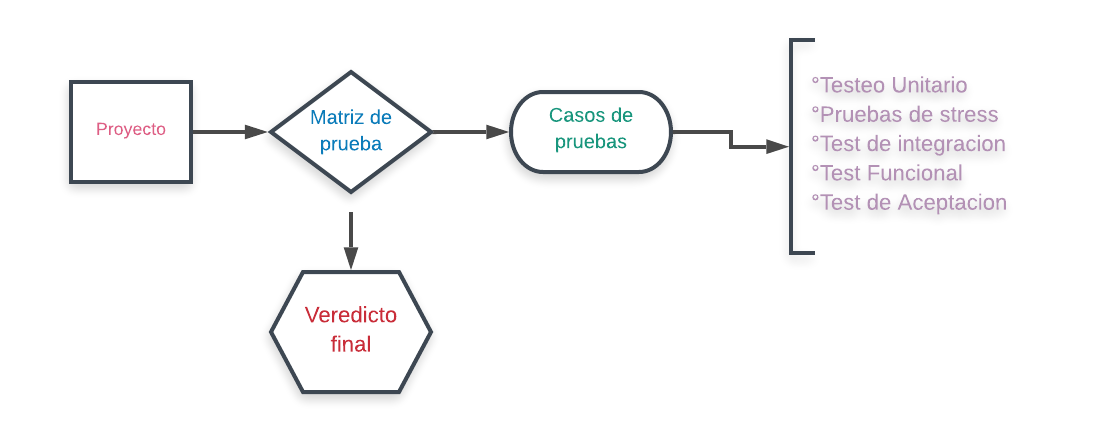 Proyecto
Matriz de
prueba
Casos de
pruebas
°Testeo Unitario
°Pruebas de stress
°Test de integracion
°Test Funcional
°Test de Aceptacion
Veredicto
final